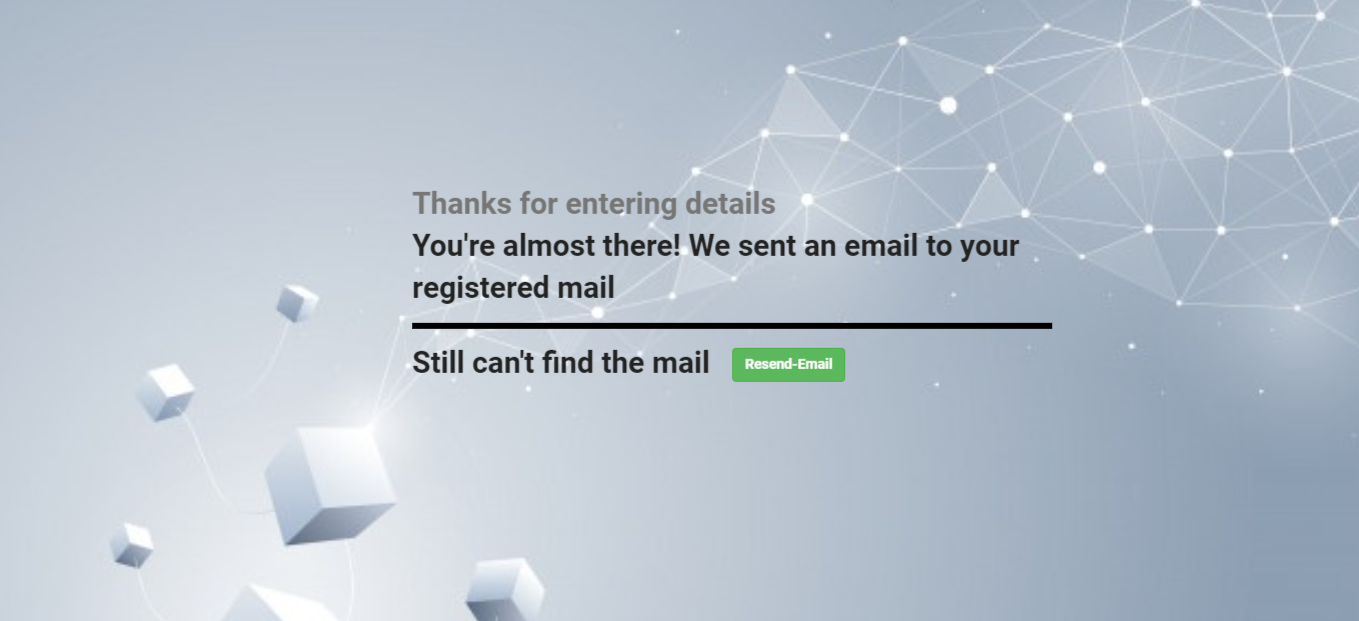 Thanks for entering details
You're almost there! We sent an email to your
registered mail
Still can't find the mail Resend-Email